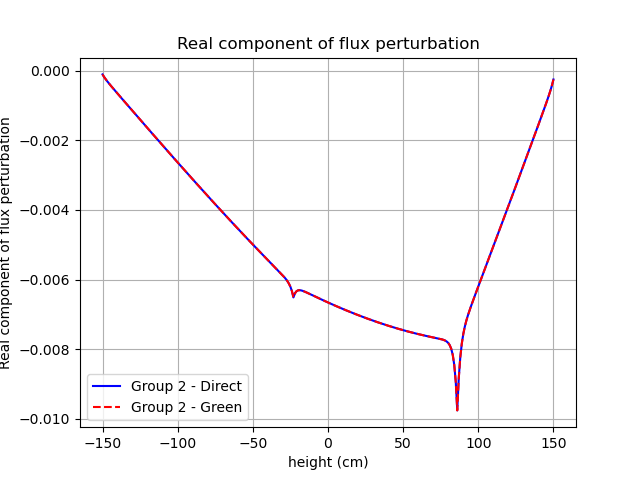 Real component of flux perturbation
Real component of flux perturbation
0.000
−0.002
−0.004
−0.006
−0.008
−0.010
Group 2 - Direct
Group 2 - Green
−150
−100
−50
0
50
100
150
height (cm)